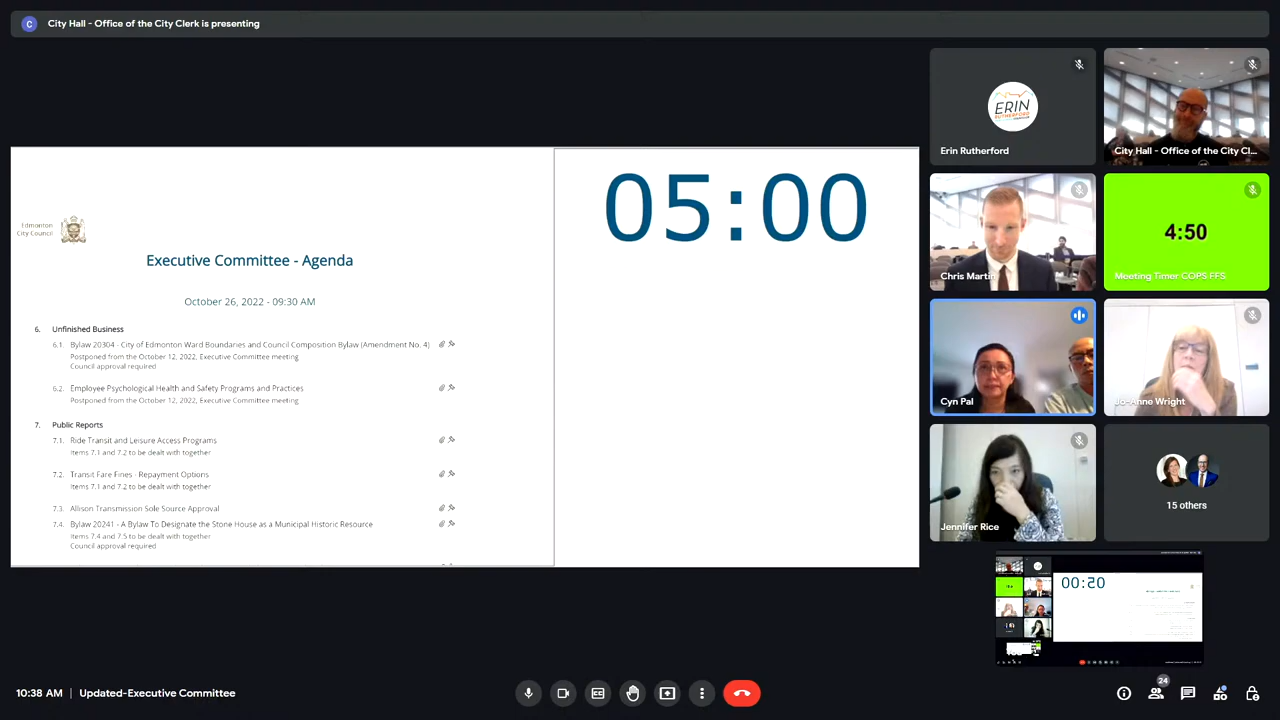 C City Hall - Office of the City Clerk is presenting
Edmonton
City Council
Executive Committee - Agenda
October 26, 2022 - 09:30 AM
6. Unfinished Business
6.1. Bylaw 20304 - City of Edmonton Ward Boundaries and Council Composition Bylaw (Amendment No. 4)
Postponed from the October 12, 2022, Executive Committee meeting
Council approval required
6.2. Employee Psychological Health and Safety Programs and Practices
Postponed from the October 12, 2022, Executive Committee meeting
7. Public Reports
7.1. Ride Transit and Leisure Access Programs
Items 7.1 and 7.2 to be dealt with together
7.2. Transit Fare Fines - Repayment Options
Items 7.1 and 7.2 to be dealt with together
7.3. Allison Transmission Sole Source Approval
7.4. Bylaw 20241 - A Bylaw To Designate the Stone House as a Municipal Historic Resource
Items 7.4 and 7.5 to be dealt with together
Council approval required
05:00
ERIN
RUTHERFORD
Erin Rutherford
City Hall - Office of the City Cl...
Chris Martin
4:50
Meeting Timer COPS EFS
Cyn Pal
Jo-Anne Wright
Jennifer Rice
15 others
00:20
10:38 AM | Updated-Executive Committee
24